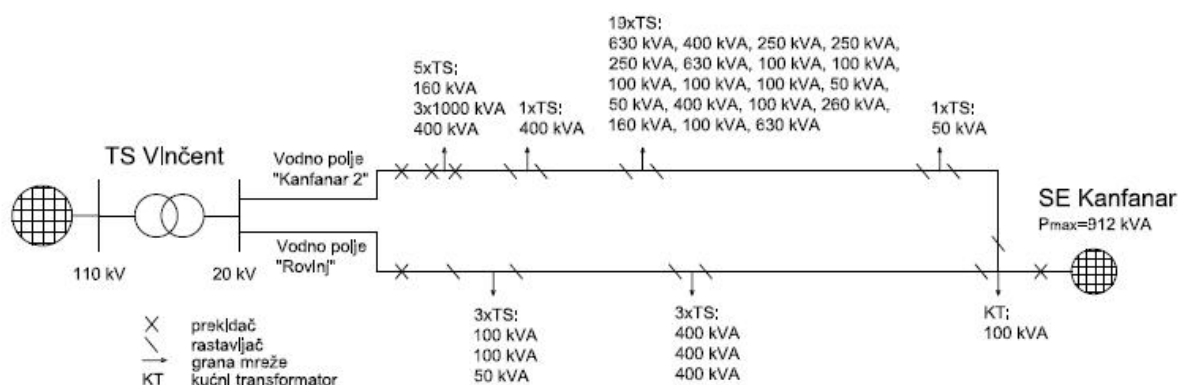 19xTS:
630 kVA, 400 kVA, 250 kVA, 250 kVA,
250 kVA, 630 kVA, 100 kVA, 100 kVA,
100 kVA, 100 kVA, 100 kVA, 50 kVA,
50 kVA, 400 kVA, 100 kVA, 260 kVA,
160 kVA, 100 kVA, 630 kVA
5xTS:
160 kVA
3x1000 kVA
400 kVA
1xTS:
400 kVA
1xTS:
50 kVA
TS Vinčent
Vodno polje
"Kanfanar 2"
Vodno polje
"Rovinj"
110 kV
20 kV
SE Kanfanar
Pmax=912 kVA
3xTS:
100 kVA
100 kVA
50 kVA
3xTS:
400 kVA
400 kVA
400 kVA
KT:
100 kVA
prekidač
rastavljač
grana mreže
KT kućni transformator